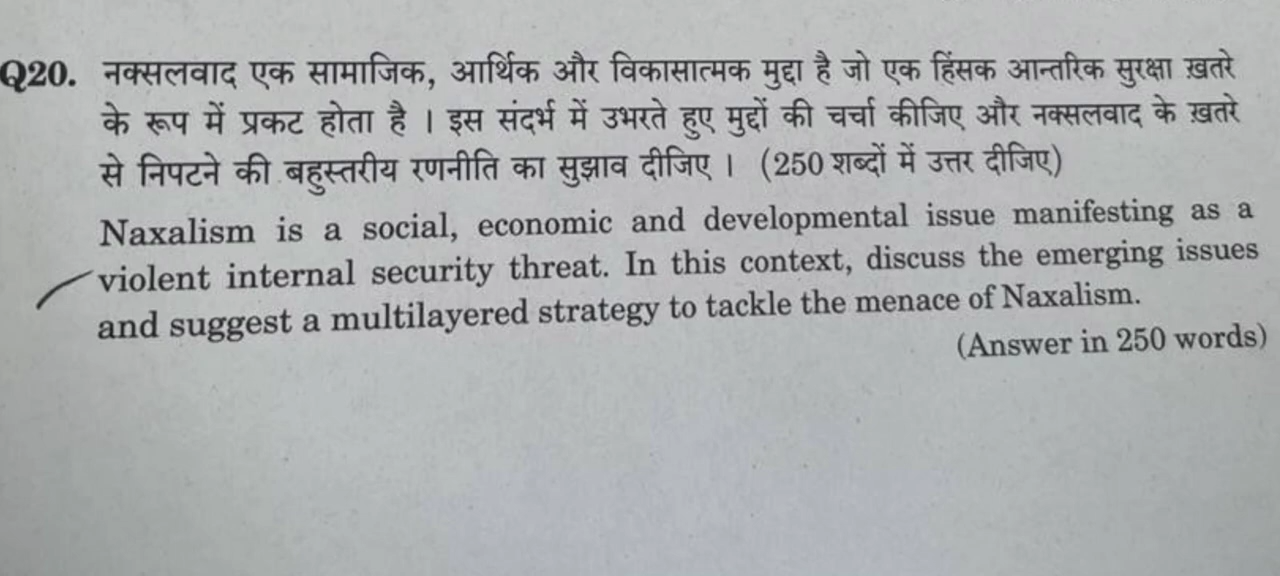 Q20. नक्सलवाद एक सामाजिक, आर्थिक और विकासात्मक मुद्दा है जो एक हिंसक आन्तरिक सुरक्षा ख़तरे
के रूप में प्रकट होता है । इस संदर्भ में उभरते हुए मुद्दों की चर्चा कीजिए और नक्सलवाद के ख़तरे
से निपटने की बहुस्तरीय रणनीति का सुझाव दीजिए । (250 शब्दों में उत्तर दीजिए)
Naxalism is a social, economic and developmental issue manifesting as a
violent internal security threat. In this context, discuss the emerging issues
and suggest a multilayered strategy to tackle the menace of Naxalism.
(Answer in 250 words)